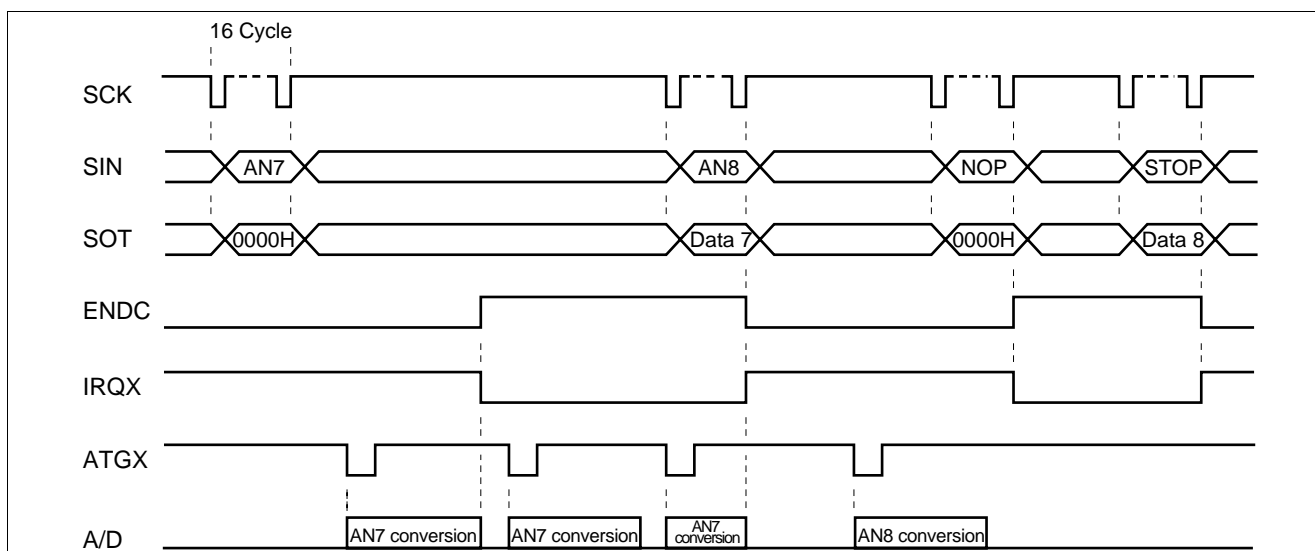 16 Cycle
SCK
SIN AN7 AN8 NOP STOP
SOT 0000H Data 7 0000H Data 8
ENDC
IRQX
ATGX
A/D AN7 conversion AN7 conversion AN7 conversion AN8 conversion